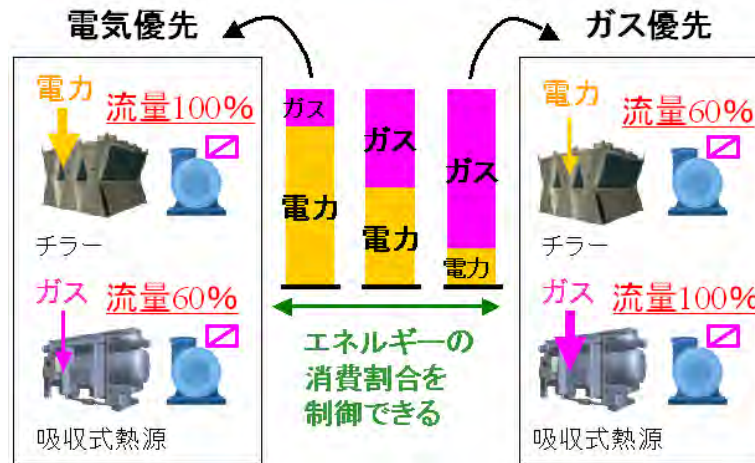 電気優先
電力
流量100%
チラー
ガス
流量60%
吸収式熱源
ガス
電力
ガス
電力
ガス
電力
エネルギーの
消費割合を
制御できる
ガス優先
電力
流量60%
チラー
ガス
流量100%
吸収式熱源